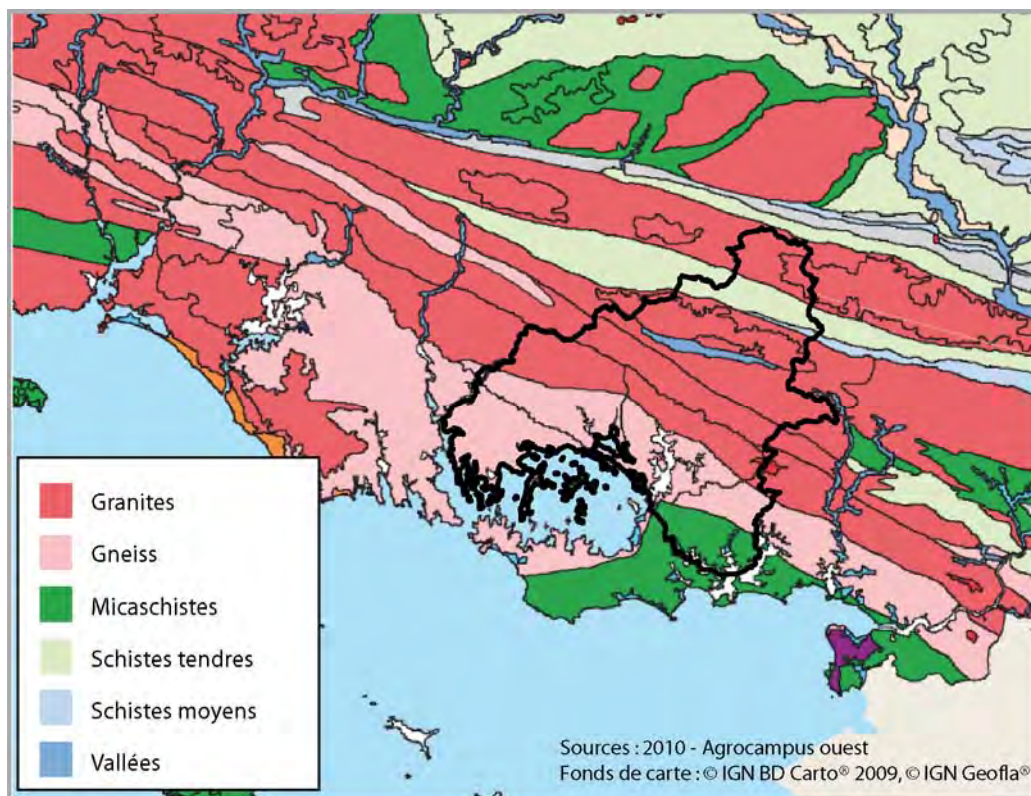 Granites
Gneiss
Micaschistes
Schistes tendres
Schistes moyens
Vallées
Sources : 2010 - Agrocampus ouest
Fonds de carte : © IGN BD Carto® 2009, © IGN Geofla®